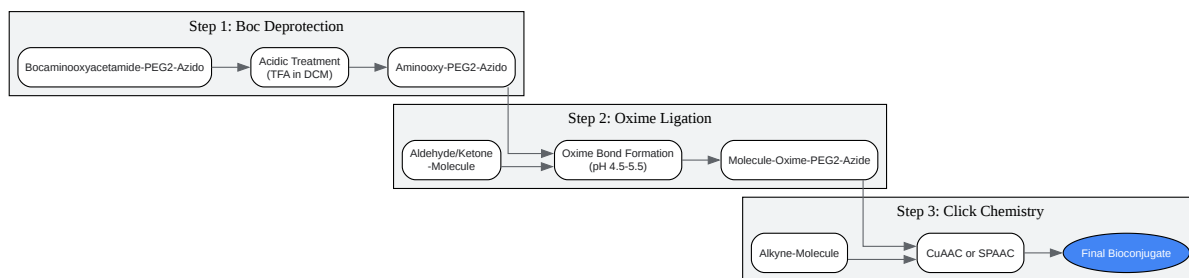 Step 1: Boc Deprotection
Bocaminooxyacetamide-PEG2-Azido
Acidic Treatment
(TFA in DCM)
Aminooxy-PEG2-Azido
Step 2: Oxime Ligation
Aldehyde/Ketone
-Molecule
Oxime Bond Formation
(pH 4.5-5.5)
Molecule-Oxime-PEG2-Azide
Step 3: Click Chemistry
Alkyne-Molecule
CuAAC or SPAAC
Final Bioconjugate